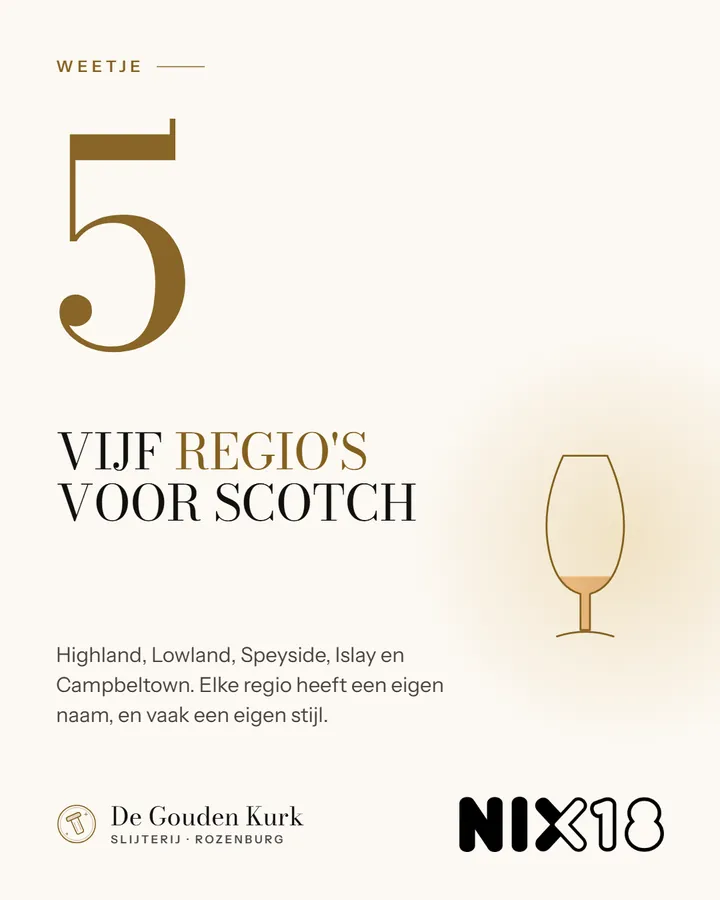 WEETJE
5
VIJF REGIO'S
VOOR SCOTCH
Highland, Lowland, Speyside, Islay en
Campbeltown. Elke regio heeft een eigen
naam, en vaak een eigen stijl.
De Gouden Kurk
SLIJTERIJ · ROZENBURG
NIX18